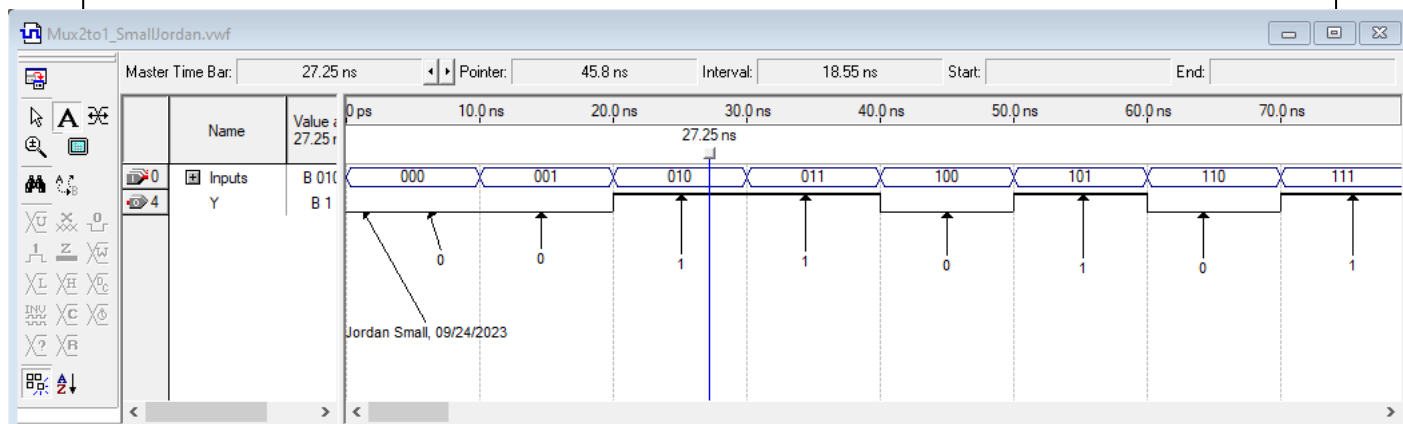 Mux2to1_SmallJordan.vwf
Master Time Bar: 27.25 ns Pointer: 45.8 ns Interval: 18.55 ns Start: End:
0 ps 10.0 ns 20.0 ns 30.0 ns 40.0 ns 50.0 ns 60.0 ns 70.0 ns
Name Value a
27.25 n
27.25 ns
0 Inputs B 010 000 001 010 011 100 101 110 111
4 Y B 1
0 0 1 1 0 1 0 1
Jordan Small, 09/24/2023